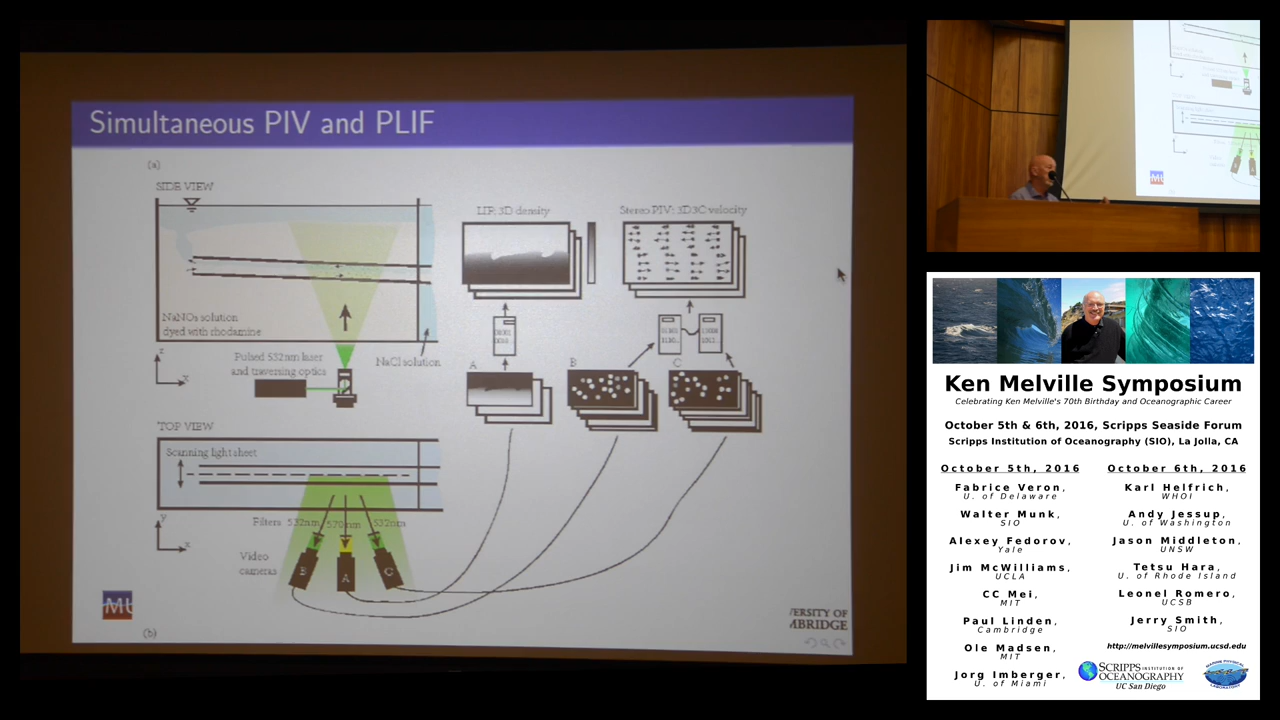 Simultaneous PIV and PLIF
(a)
SIDE VIEW
LIF: 3D density
Stereo PIV: 3D3C velocity
NaNO₃ solution
dyed with rhodamine
NaCl solution
z
x
Pulsed 532nm laser
and traversing optics
A
B
C
TOP VIEW
Scanning light sheet
y
x
Filters 532nm 570nm 532nm
Video
cameras
B
A
C
(b)
VERSITY OF
MBRIDGE
Ken Melville Symposium
Celebrating Ken Melville's 70th Birthday and Oceanographic Career
October 5th & 6th, 2016, Scripps Seaside Forum
Scripps Institution of Oceanography (SIO), La Jolla, CA
October 5th, 2016
Fabrice Veron,
U. of Delaware
Walter Munk,
SIO
Alexey Fedorov,
Yale
Jim McWilliams,
UCLA
CC Mei,
MIT
Paul Linden,
Cambridge
Ole Madsen,
MIT
Jorg Imberger,
U. of Miami
October 6th, 2016
Karl Helfrich,
WHOI
Andy Jessup,
U. of Washington
Jason Middleton,
UNSW
Tetsu Hara,
U. of Rhode Island
Leonel Romero,
UCSB
Jerry Smith,
SIO
http://melvillesymposium.ucsd.edu
SCRIPPS INSTITUTION OF
OCEANOGRAPHY
UC San Diego